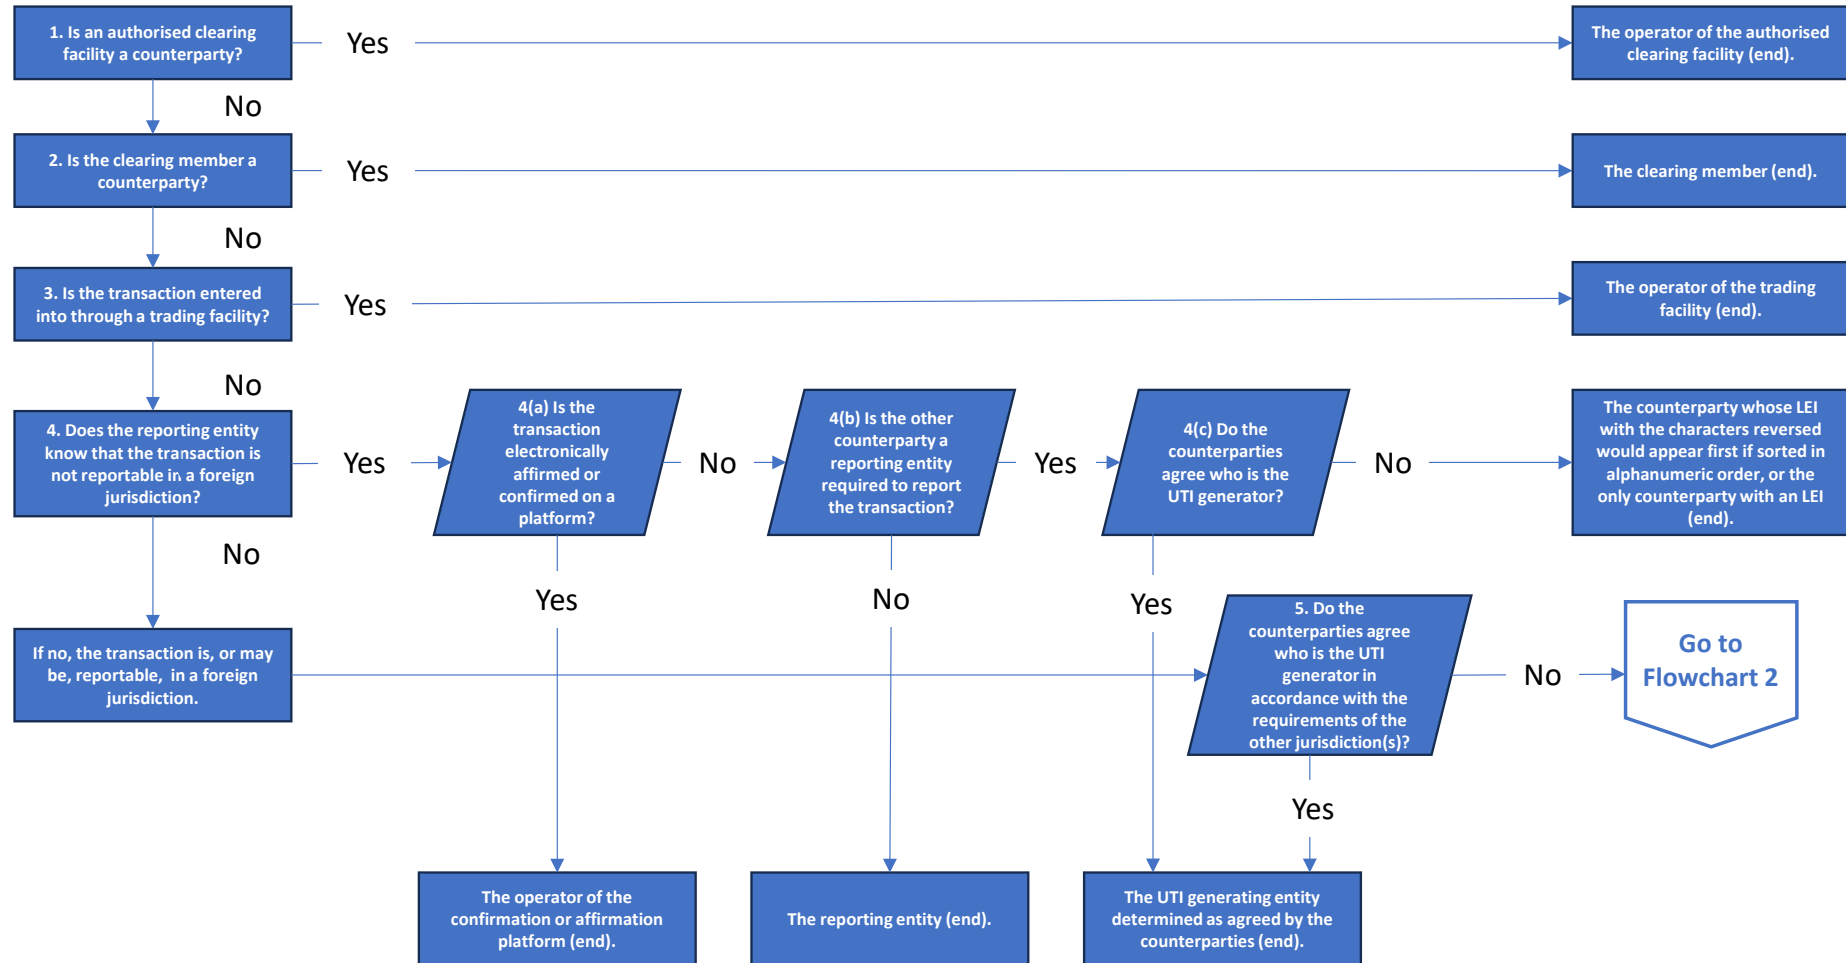 1. Is an authorised clearing
facility a counterparty?
Yes
The operator of the authorised
clearing facility (end).
No
2. Is the clearing member a
counterparty?
Yes
The clearing member (end).
No
3. Is the transaction entered
into through a trading facility?
Yes
The operator of the trading
facility (end).
No
4. Does the reporting entity
know that the transaction is
not reportable in a foreign
jurisdiction?
Yes
4(a) Is the
transaction
electronically
affirmed or
confirmed on a
platform?
No
4(b) Is the other
counterparty a
reporting entity
required to report
the transaction?
Yes
4(c) Do the
counterparties
agree who is the
UTI generator?
No
The counterparty whose LEI
with the characters reversed
would appear first if sorted in
alphanumeric order, or the
only counterparty with an LEI
(end).
No
Yes
No
Yes
If no, the transaction is, or may
be, reportable, in a foreign
jurisdiction.
5. Do the
counterparties agree
who is the UTI
generator in
accordance with the
requirements of the
other jurisdiction(s)?
No
Go to
Flowchart 2
Yes
The operator of the
confirmation or affirmation
platform (end).
The reporting entity (end).
The UTI generating entity
determined as agreed by the
counterparties (end).